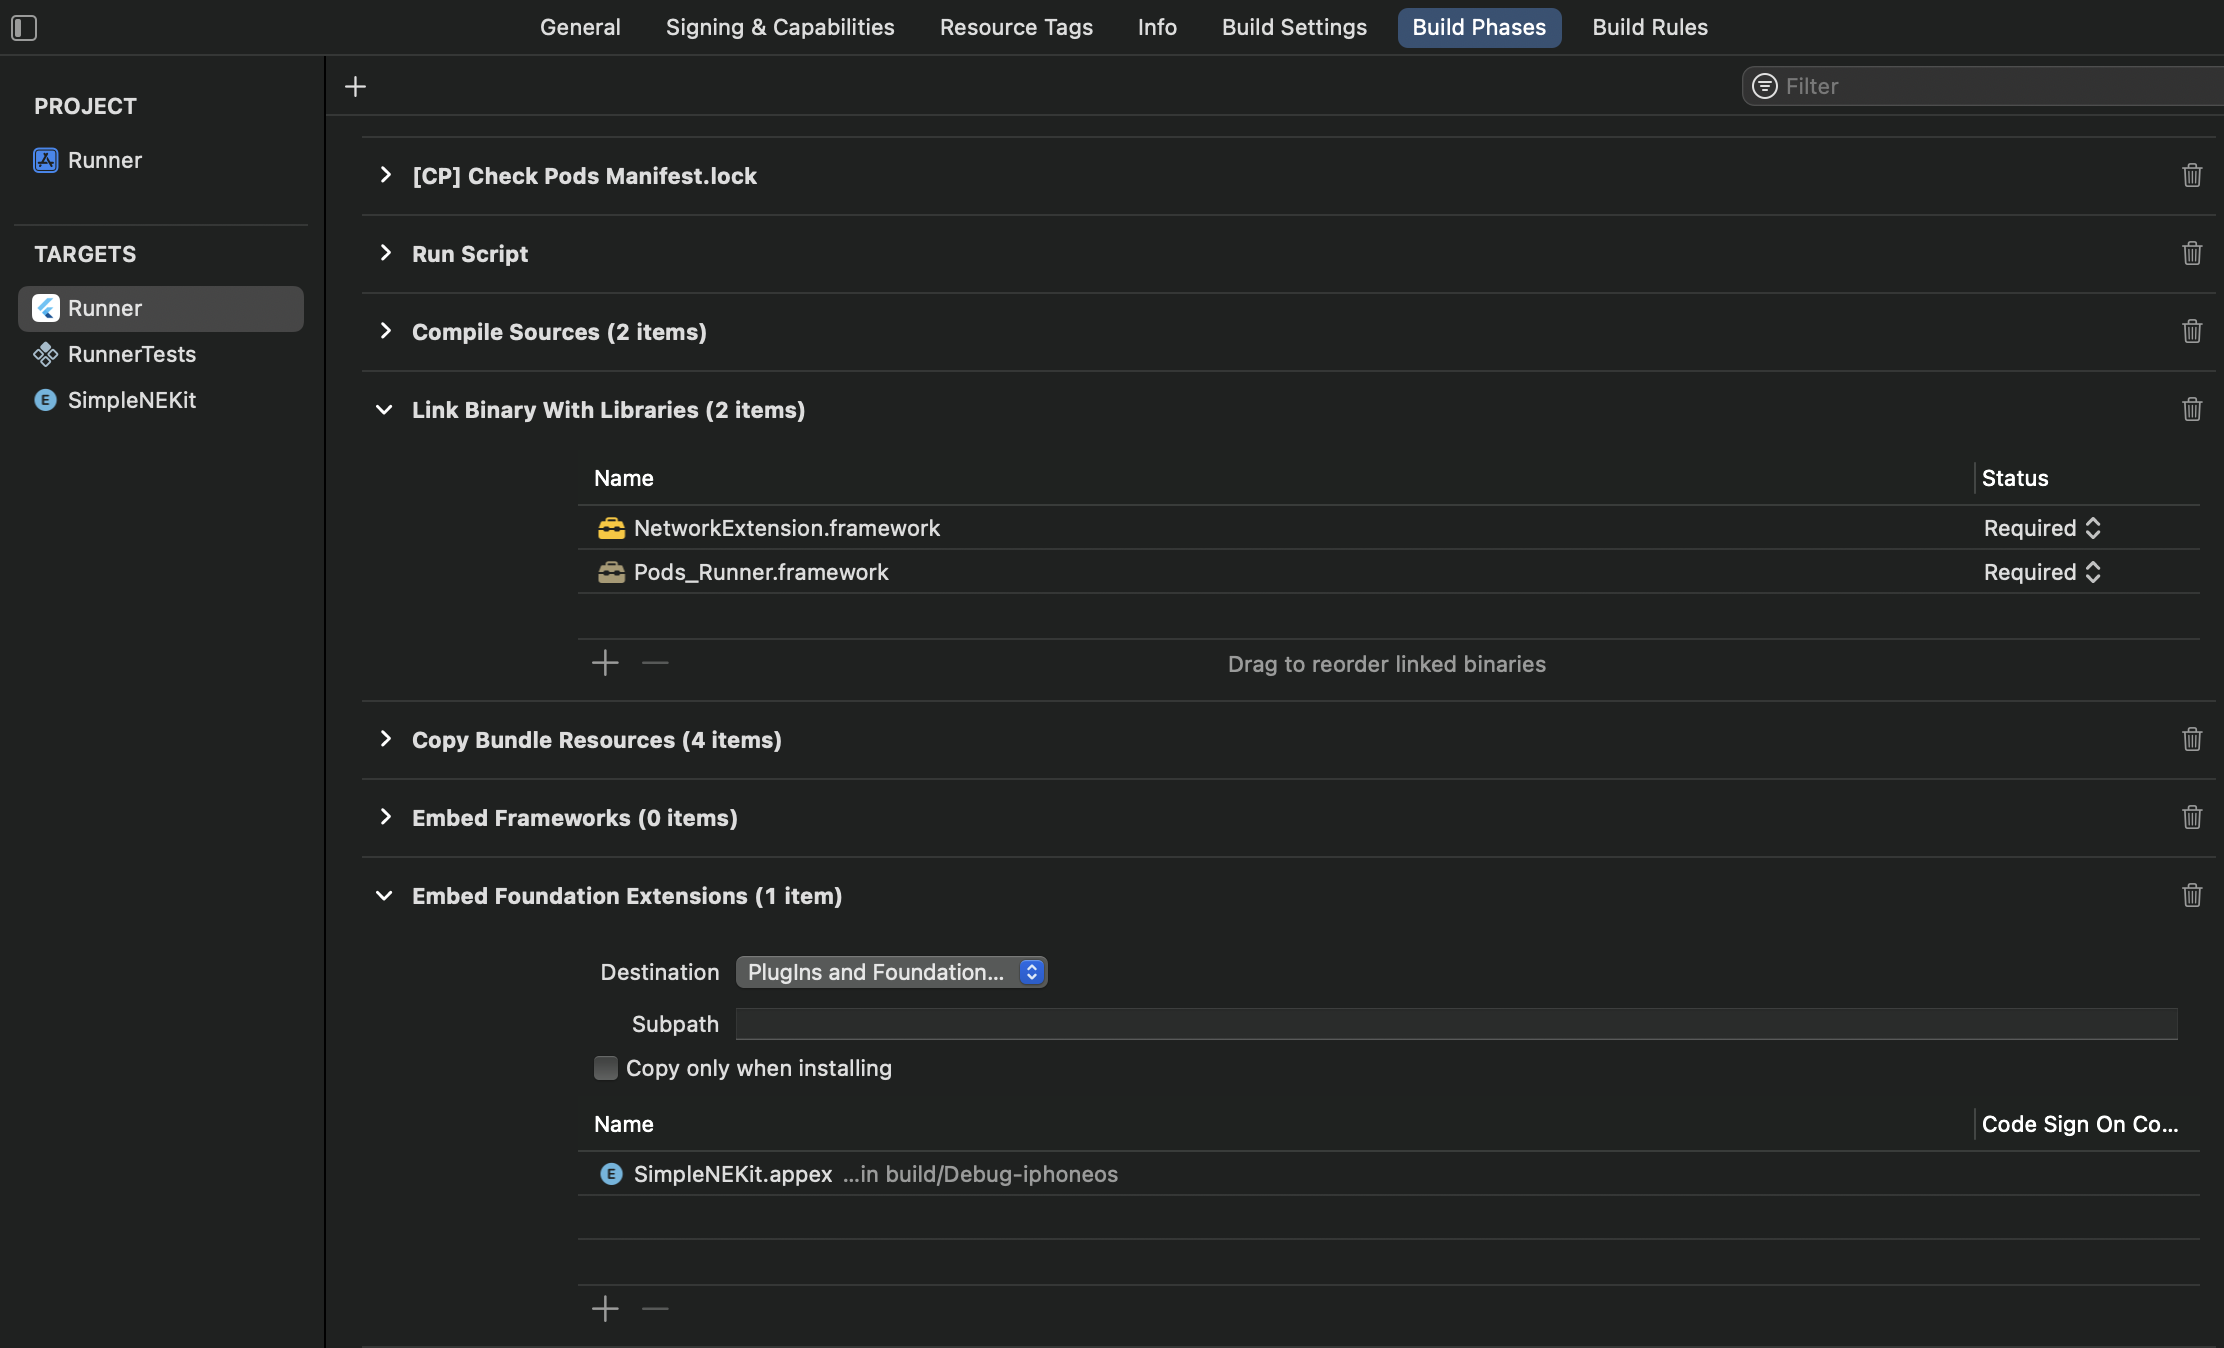 General Signing & Capabilities Resource Tags Info Build Settings Build Phases Build Rules
PROJECT
Runner
TARGETS
Runner
RunnerTests
E SimpleNEKit
Filter
[CP] Check Pods Manifest.lock
Run Script
Compile Sources (2 items)
Link Binary With Libraries (2 items)
Name Status
NetworkExtension.framework Required
Pods_Runner.framework Required
Drag to reorder linked binaries
Copy Bundle Resources (4 items)
Embed Frameworks (0 items)
Embed Foundation Extensions (1 item)
Destination PlugIns and Foundation...
Subpath
Copy only when installing
Name Code Sign On Co...
E SimpleNEKit.appex ...in build/Debug-iphoneos